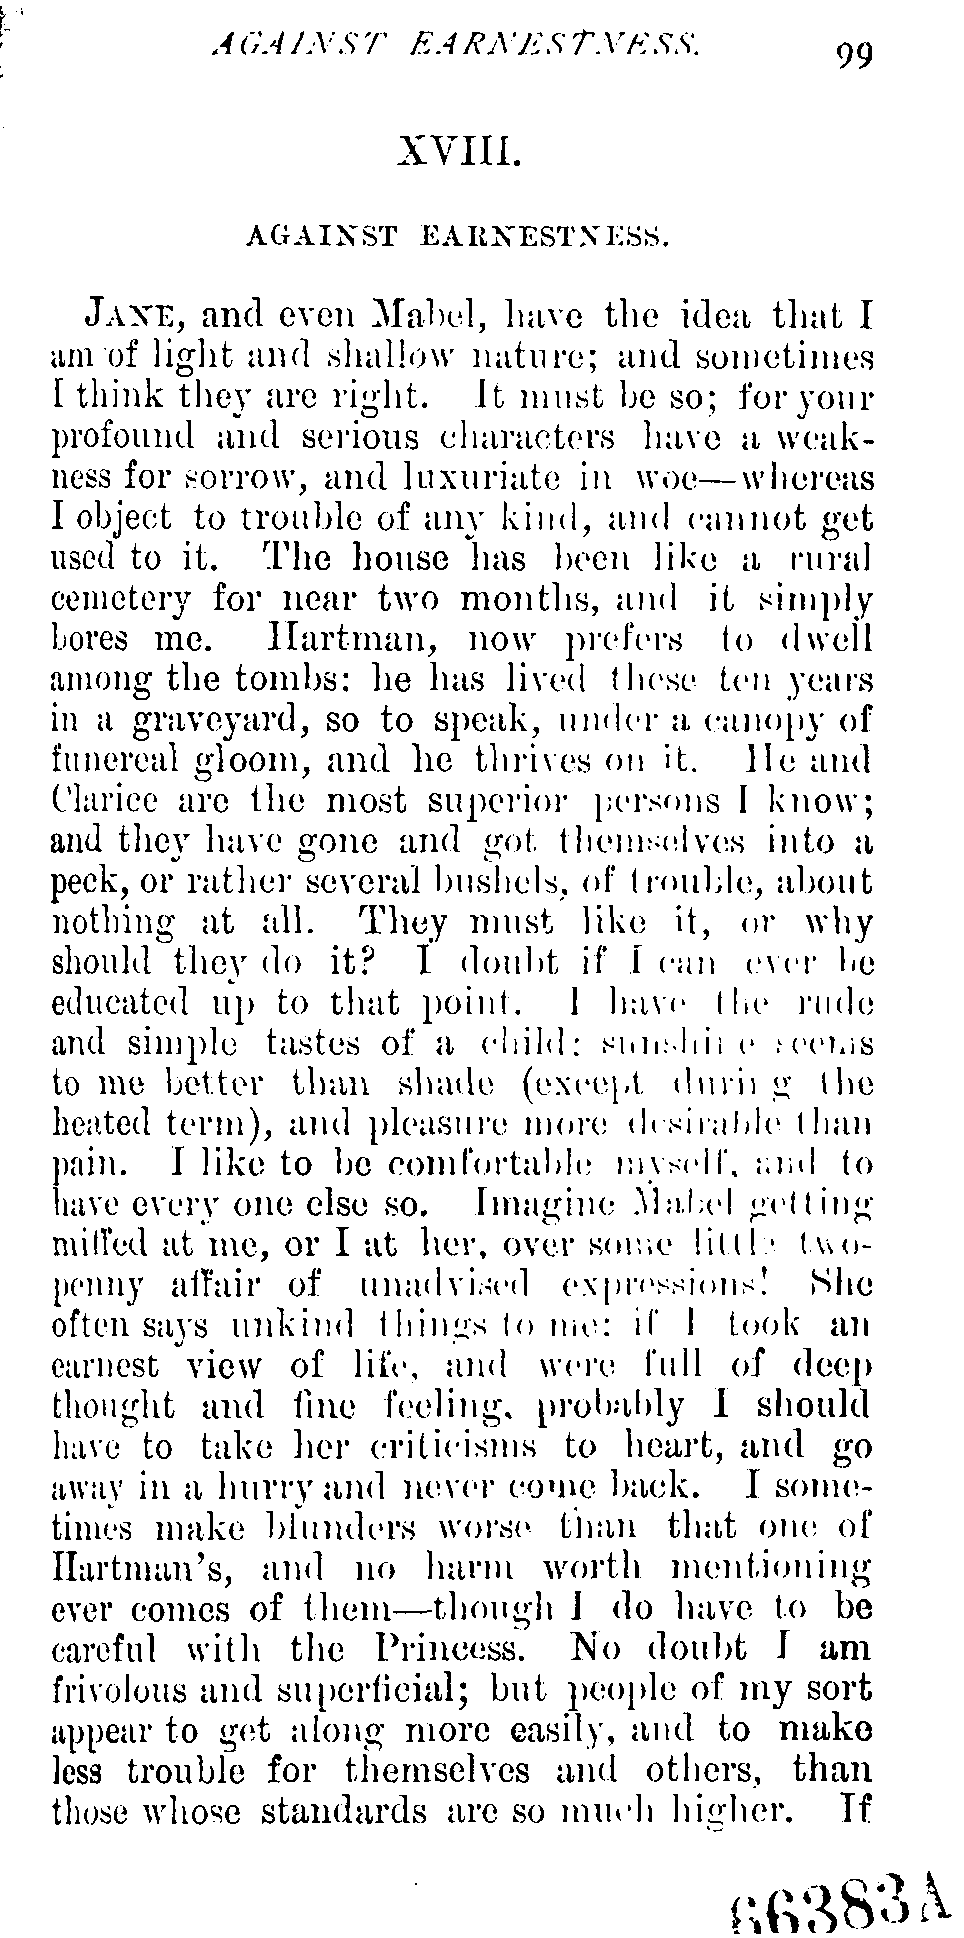 AGAINST EARNESTNESS. 99
XVIII.
AGAINST EARNESTNESS.
JANE, and even Mabel, have the idea that I
am of light and shallow nature; and sometimes
I think they are right. It must be so; for your
profound and serious characters have a weak-
ness for sorrow, and luxuriate in woe—whereas
I object to trouble of any kind, and cannot get
used to it. The house has been like a rural
cemetery for near two months, and it simply
bores me. Hartman, now prefers to dwell
among the tombs: he has lived these ten years
in a graveyard, so to speak, under a canopy of
funereal gloom, and he thrives on it. He and
Clarice are the most superior persons I know;
and they have gone and got themselves into a
peck, or rather several bushels, of trouble, about
nothing at all. They must like it, or why
should they do it? I doubt if I can ever be
educated up to that point. I have the rude
and simple tastes of a child: sunshine seems
to me better than shade (except during the
heated term), and pleasure more desirable than
pain. I like to be comfortable myself, and to
have every one else so. Imagine Mabel getting
miffed at me, or I at her, over some little two-
penny affair of unadvised expressions! She
often says unkind things to me: if I took an
earnest view of life, and were full of deep
thought and fine feeling, probably I should
have to take her criticisms to heart, and go
away in a hurry and never come back. I some-
times make blunders worse than that one of
Hartman's, and no harm worth mentioning
ever comes of them—though I do have to be
careful with the Princess. No doubt I am
frivolous and superficial; but people of my sort
appear to get along more easily, and to make
less trouble for themselves and others, than
those whose standards are so much higher. If
66383A